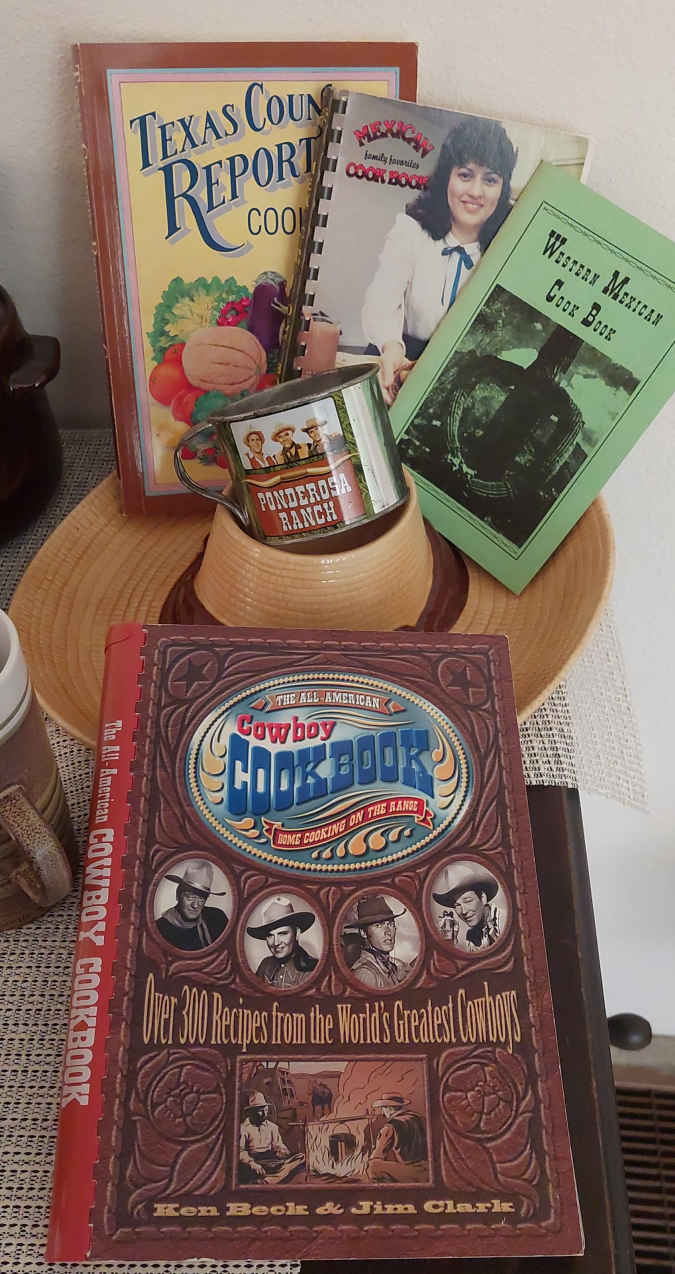 TEXAS COUN
REPORT
COO
MEXICAN
family favorites
COOK BOOK
WESTERN MEXICAN
COOK BOOK
PONDEROSA
RANCH
The All-American COWBOY COOKBOOK
THE ALL-AMERICAN
Cowboy
COOKBOOK
HOME COOKING ON THE RANGE
Over 300 Recipes from the World's Greatest Cowboys
Ken Beck & Jim Clark